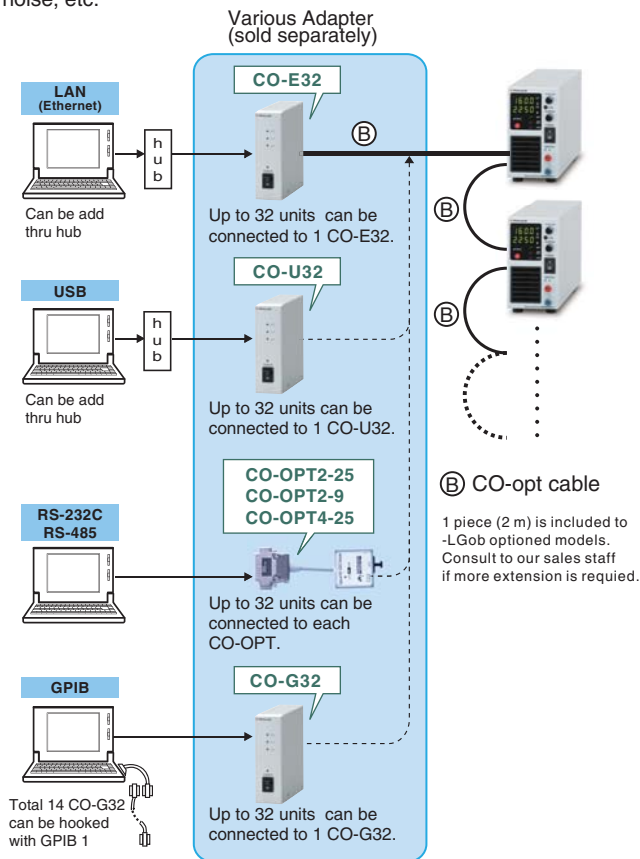 noise, etc.
Various Adapter
(sold separately)
LAN
(Ethernet)
hub
Can be add
thru hub
CO-E32
Up to 32 units can be
connected to 1 CO-E32.
B
B
B
USB
hub
Can be add
thru hub
CO-U32
Up to 32 units can be
connected to 1 CO-U32.
RS-232C
RS-485
CO-OPT2-25
CO-OPT2-9
CO-OPT4-25
Up to 32 units can be
connected to each
CO-OPT.
GPIB
Total 14 CO-G32
can be hooked
with GPIB 1
CO-G32
Up to 32 units can be
connected to 1 CO-G32.
B CO-opt cable
1 piece (2 m) is included to
-LGob optioned models.
Consult to our sales staff
if more extension is requied.